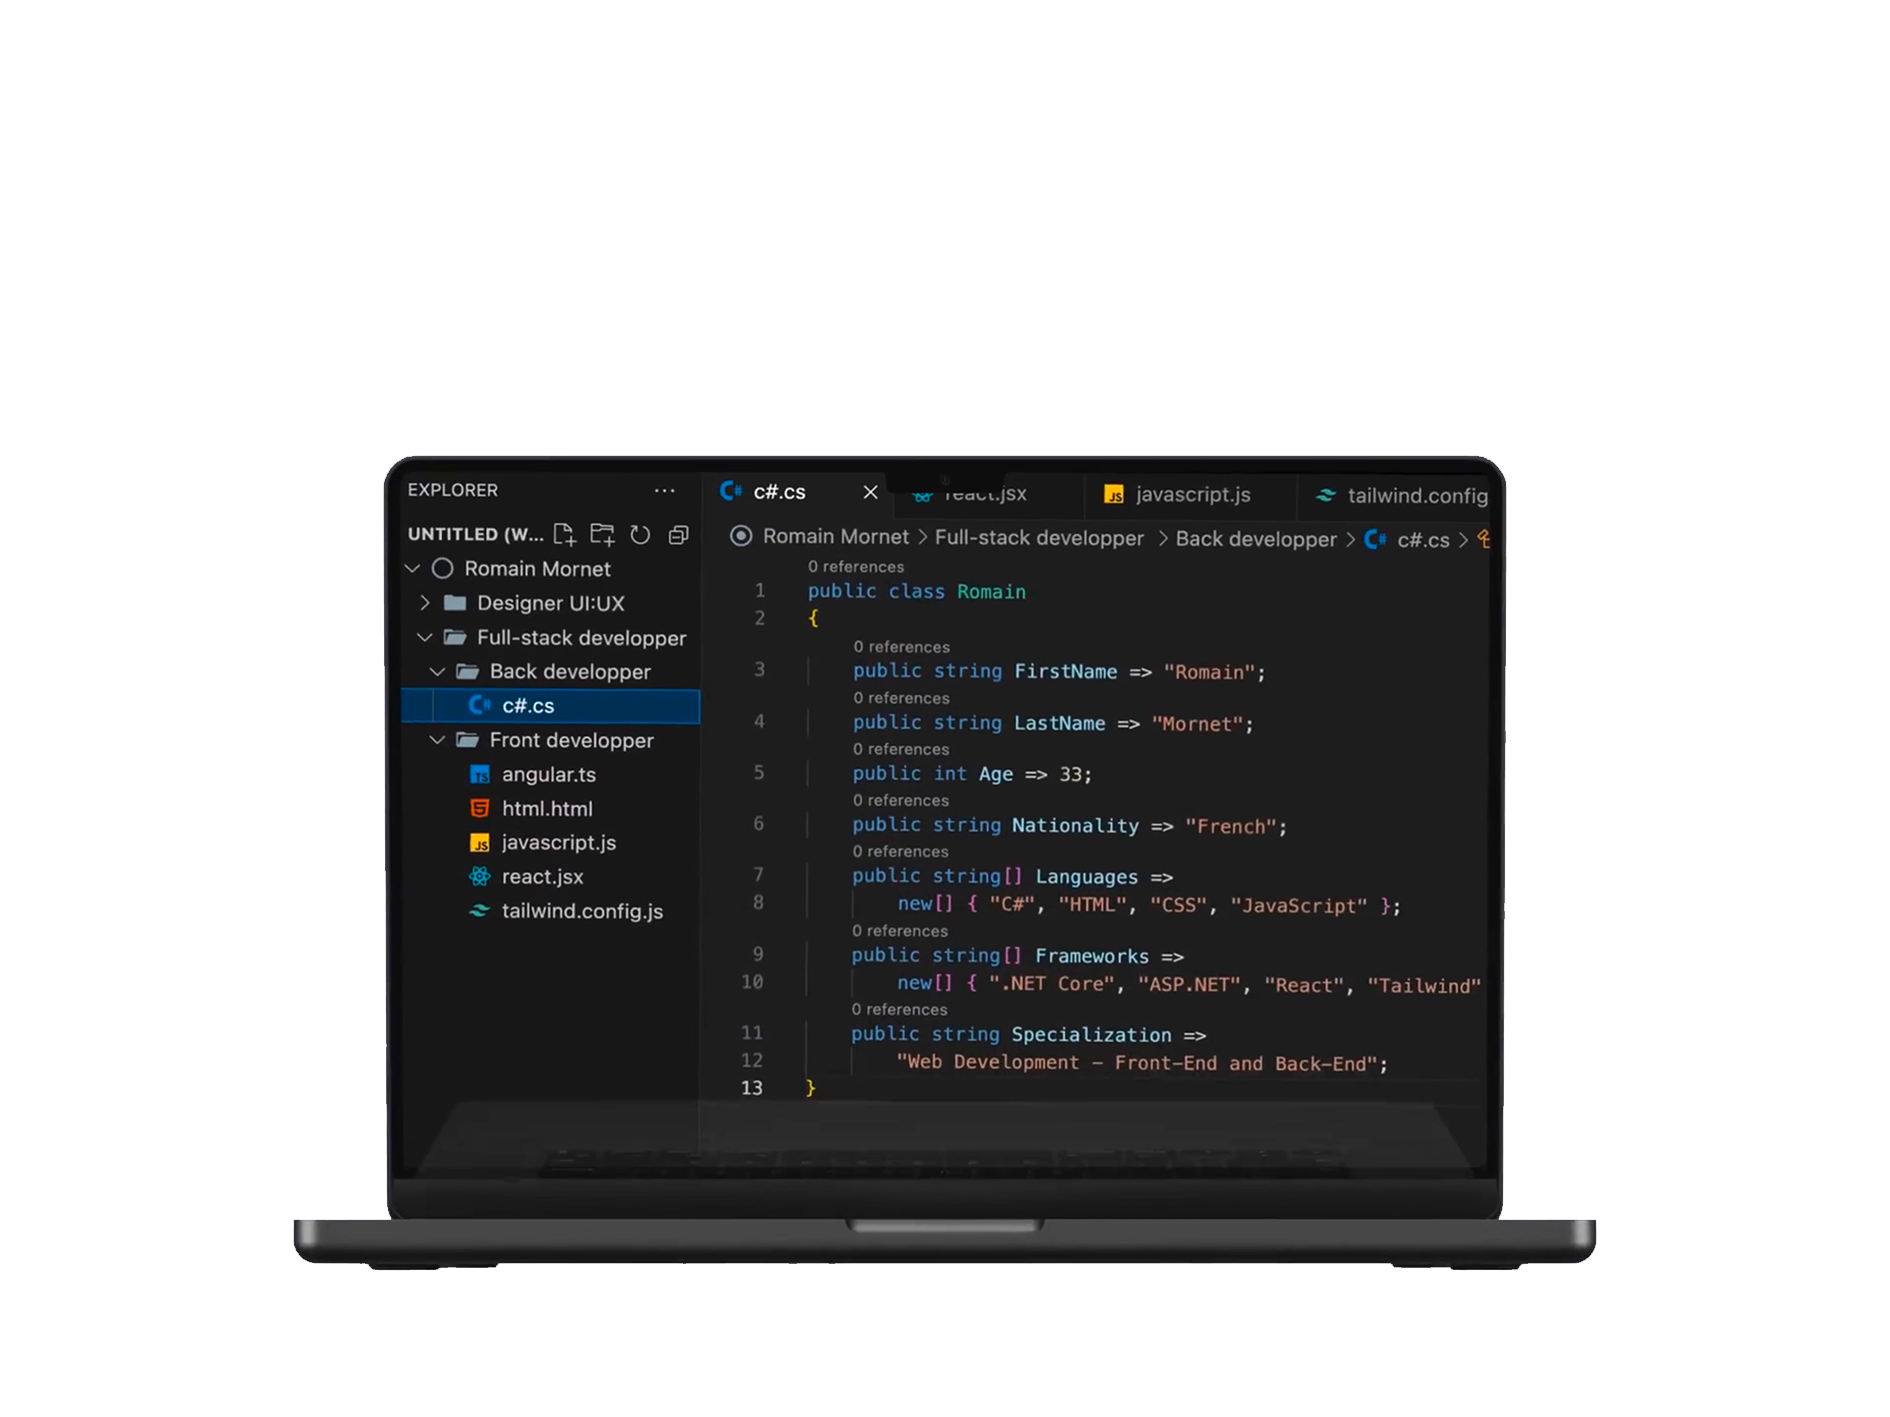 EXPLORER
UNTITLED (W...
Romain Mornet
Designer UI:UX
Full-stack developper
Back developper
c#.cs
Front developper
angular.ts
html.html
javascript.js
react.jsx
tailwind.config.js
c#.cs
react.jsx
javascript.js
tailwind.config
Romain Mornet > Full-stack developper > Back developper > c#.cs >
0 references
1 public class Romain
2 {
0 references
3 public string FirstName => "Romain";
0 references
4 public string LastName => "Mornet";
0 references
5 public int Age => 33;
0 references
6 public string Nationality => "French";
0 references
7 public string[] Languages =>
8 new[] { "C#", "HTML", "CSS", "JavaScript" };
0 references
9 public string[] Frameworks =>
10 new[] { ".NET Core", "ASP.NET", "React", "Tailwind"
0 references
11 public string Specialization =>
12 "Web Development - Front-End and Back-End";
13 }